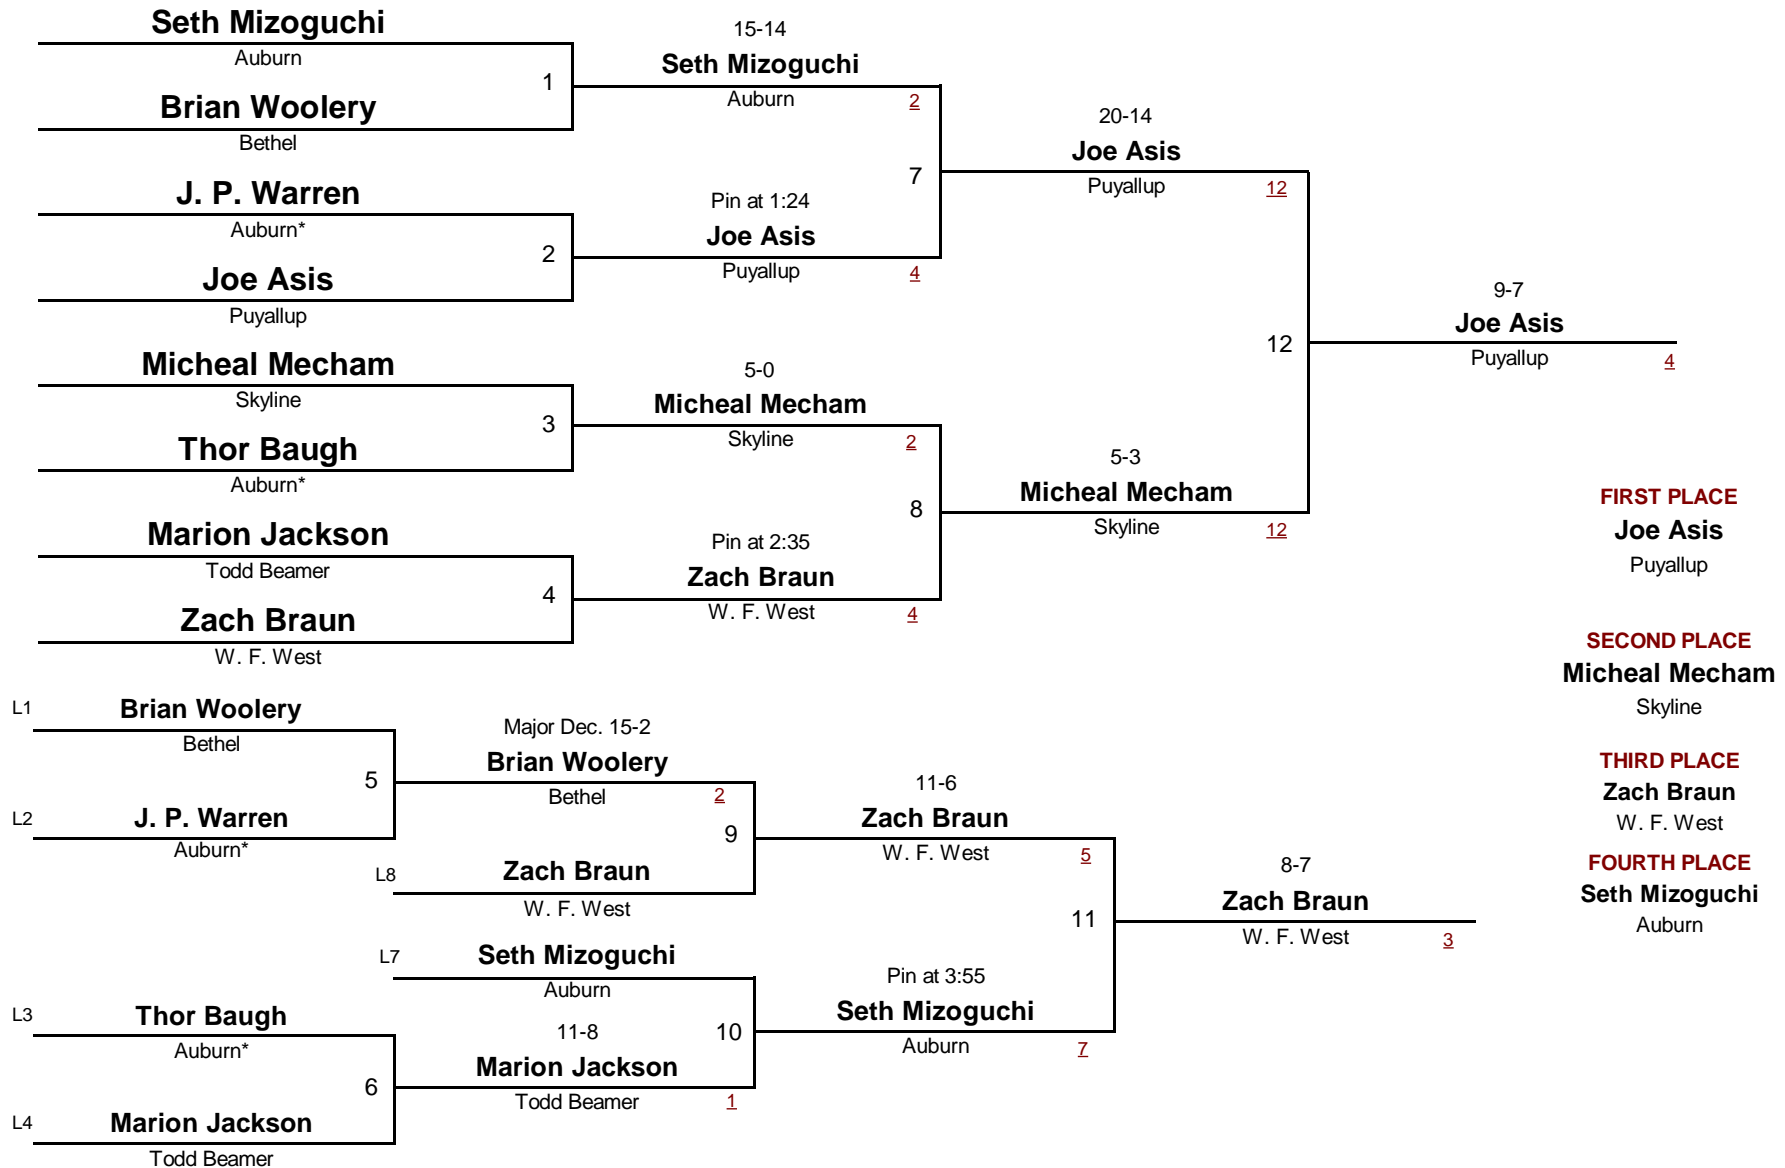 Seth Mizoguchi
Auburn
1
Brian Woolery
Bethel
15-14
Seth Mizoguchi
Auburn
2
J. P. Warren
Auburn*
2
Joe Asis
Puyallup
7
Pin at 1:24
Joe Asis
Puyallup
4
20-14
Joe Asis
Puyallup
12
Micheal Mecham
Skyline
3
Thor Baugh
Auburn*
5-0
Micheal Mecham
Skyline
2
Marion Jackson
Todd Beamer
4
Zach Braun
W. F. West
8
Pin at 2:35
Zach Braun
W. F. West
4
5-3
Micheal Mecham
Skyline
12
12
9-7
Joe Asis
Puyallup
4
FIRST PLACE
Joe Asis
Puyallup
SECOND PLACE
Micheal Mecham
Skyline
THIRD PLACE
Zach Braun
W. F. West
FOURTH PLACE
Seth Mizoguchi
Auburn
L1
Brian Woolery
Bethel
5
L2
J. P. Warren
Auburn*
Major Dec. 15-2
Brian Woolery
Bethel
2
9
L8
Zach Braun
W. F. West
11-6
Zach Braun
W. F. West
5
L7
Seth Mizoguchi
Auburn
L3
Thor Baugh
Auburn*
6
L4
Marion Jackson
Todd Beamer
11-8
Marion Jackson
Todd Beamer
1
10
Pin at 3:55
Seth Mizoguchi
Auburn
7
11
8-7
Zach Braun
W. F. West
3